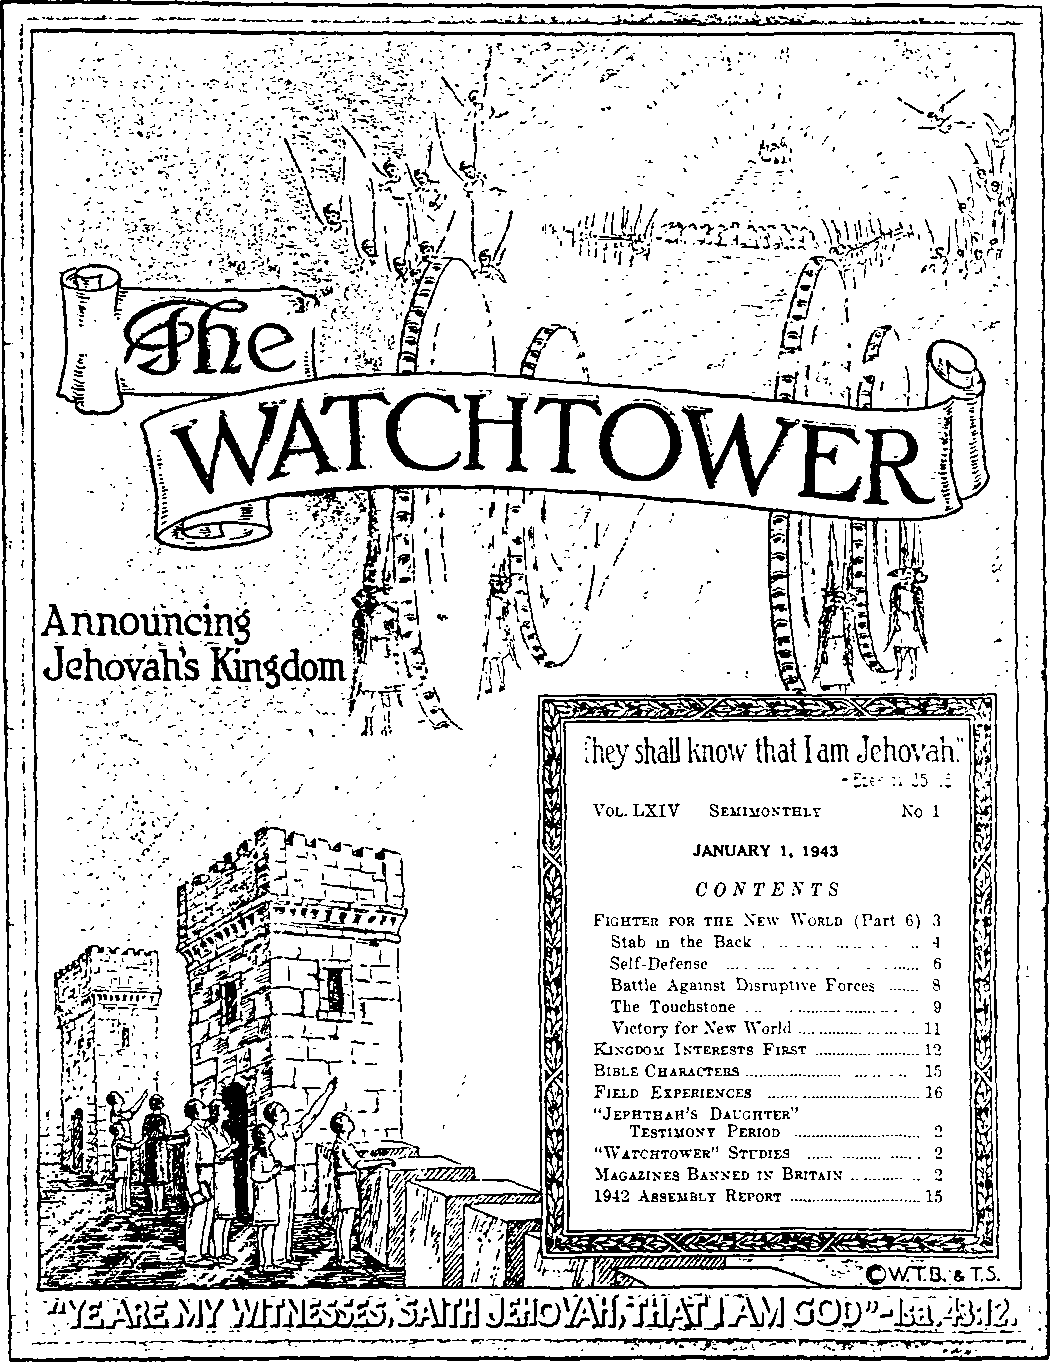 The
WATCHTOWER
Announcing
Jehovah's Kingdom
They shall know that I am Jehovah."
VOL. LXIV SEMIMONTHLY No 1
JANUARY 1, 1943
CONTENTS
FIGHTER FOR THE NEW WORLD (Part 6) 3
Stab in the Back 4
Self-Defense 6
Battle Against Disruptive Forces 8
The Touchstone 9
Victory for New World 11
KINGDOM INTERESTS FIRST 12
BIBLE CHARACTERS 15
FIELD EXPERIENCES 16
"JEPHTHAH'S DAUGHTER"
TESTIMONY PERIOD 2
"WATCHTOWER" STUDIES 2
MAGAZINES BANNED IN BRITAIN 2
1942 ASSEMBLY REPORT 15
©W.T.B. & T.S.
"YE ARE MY WITNESSES, SAITH JEHOVAH, THAT I AM GOD"-Isa. 43:12.